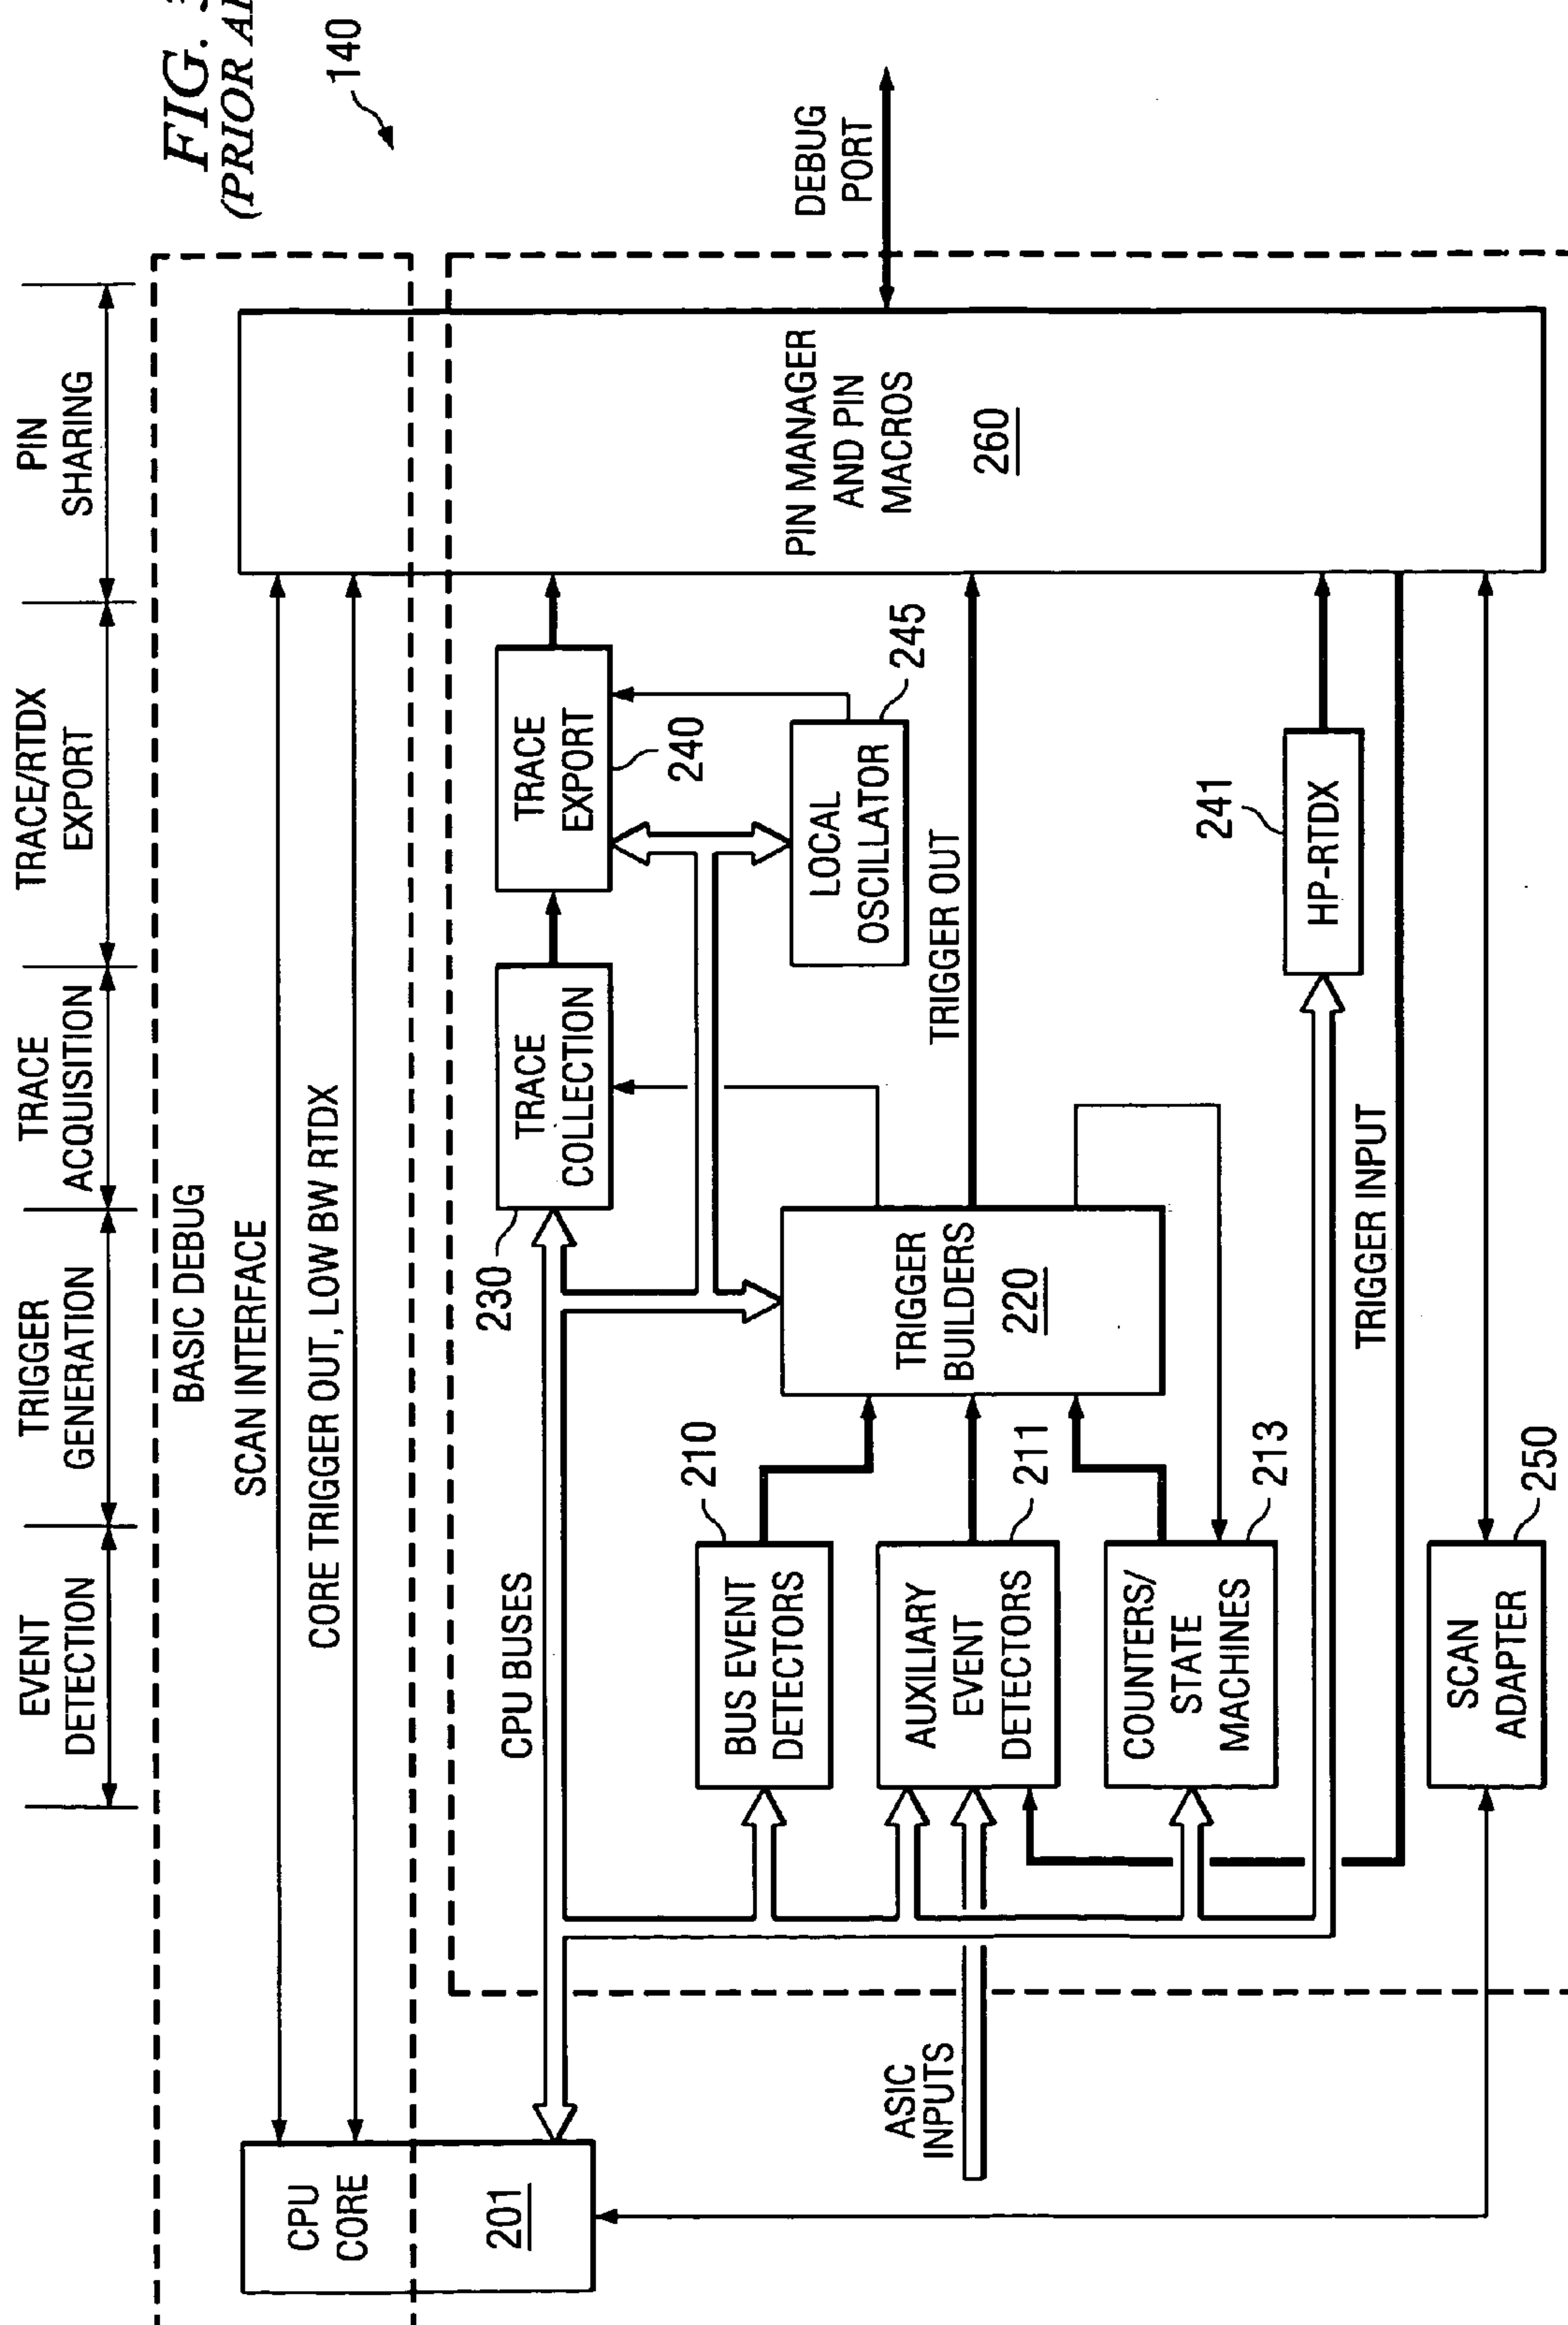 FIG.
(PRIOR
140
EVENT
DETECTION
TRIGGER
GENERATION
TRACE
ACQUISITION
TRACE/RTDX
EXPORT
PIN
SHARING
BASIC DEBUG
SCAN INTERFACE
CORE TRIGGER OUT, LOW BW RTDX
CPU
CORE
201
CPU BUSES
230
TRACE
COLLECTION
TRACE
EXPORT
240
LOCAL
OSCILLATOR
245
BUS EVENT
DETECTORS
210
AUXILIARY
EVENT
DETECTORS
211
COUNTERS/
STATE
MACHINES
213
TRIGGER
BUILDERS
220
TRIGGER OUT
PIN MANAGER
AND PIN
MACROS
260
DEBUG
PORT
ASIC
INPUTS
241
HP-RTDX
TRIGGER INPUT
SCAN
ADAPTER
250